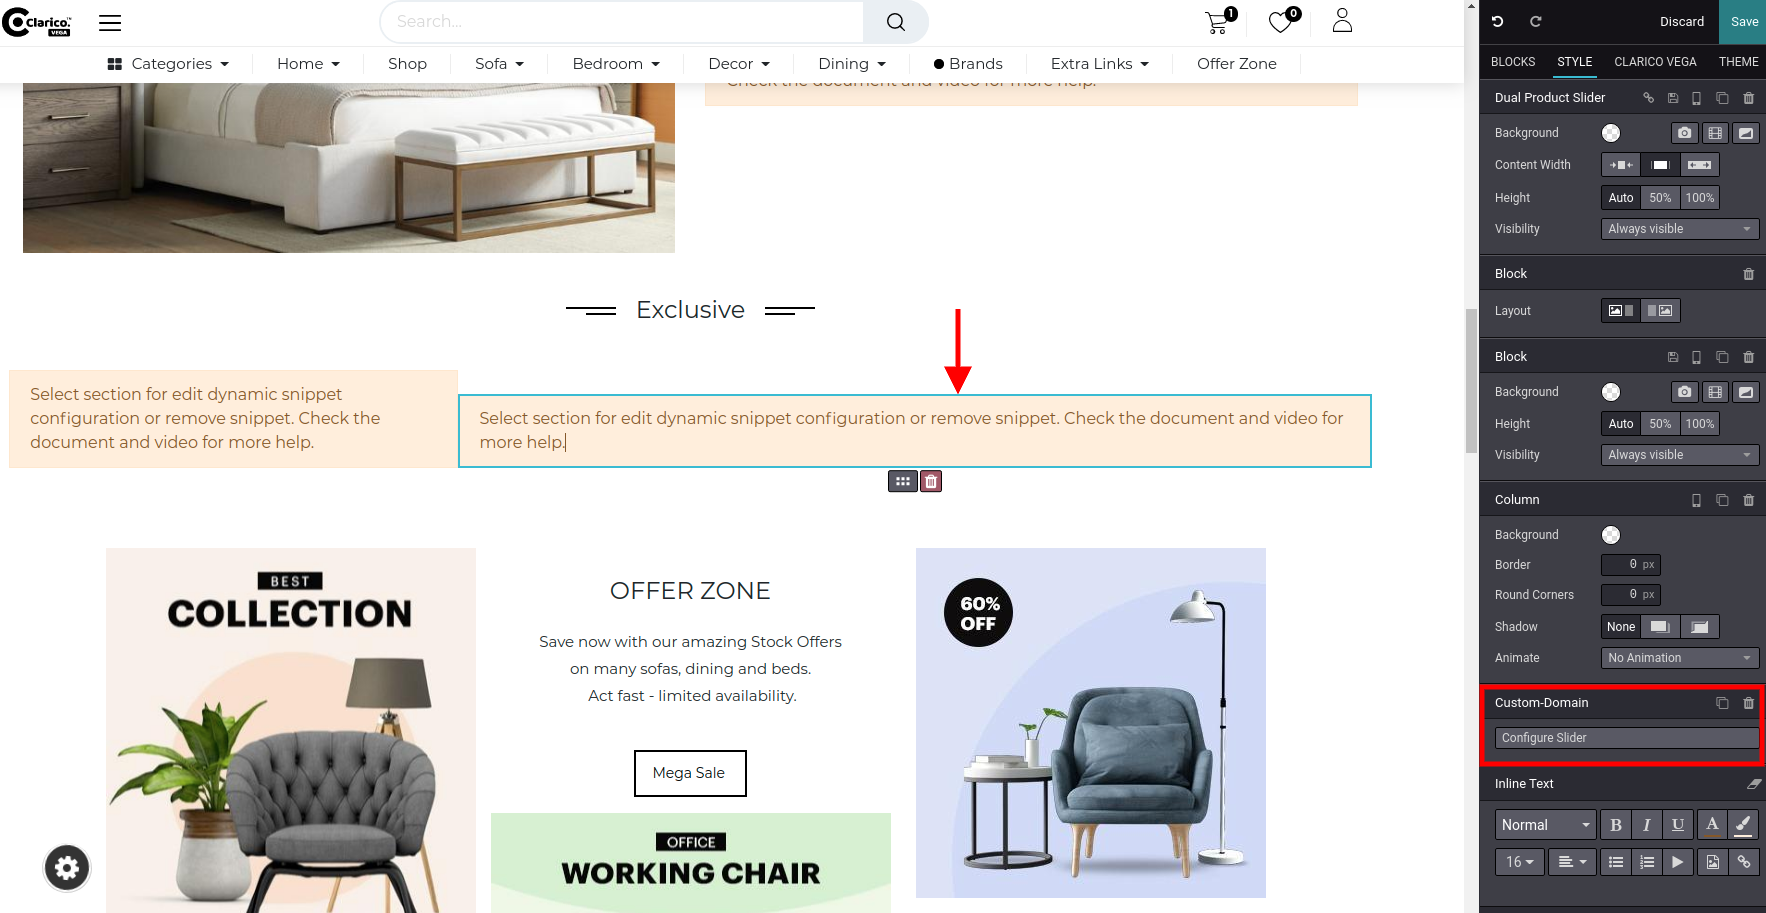 Clarico.
VEGA
Search...
1
0
Discard
Save
Categories
Home
Shop
Sofa
Bedroom
Decor
Dining
Brands
Extra Links
Offer Zone
BLOCKS
STYLE
CLARICO VEGA
THEME
Check the document and video for more help.
Exclusive
Select section for edit dynamic snippet
configuration or remove snippet. Check the
document and video for more help.
Select section for edit dynamic snippet configuration or remove snippet. Check the document and video for
more help.
BEST
COLLECTION
OFFER ZONE
Save now with our amazing Stock Offers
on many sofas, dining and beds.
Act fast - limited availability.
Mega Sale
OFFICE
WORKING CHAIR
60%
OFF
Dual Product Slider
Background
Content Width
Height
Auto
50%
100%
Visibility
Always visible
Block
Layout
Block
Background
Height
Auto
50%
100%
Visibility
Always visible
Column
Background
Border
0 px
Round Corners
0 px
Shadow
None
Animate
No Animation
Custom-Domain
Configure Slider
Inline Text
Normal
B
I
U
A
16